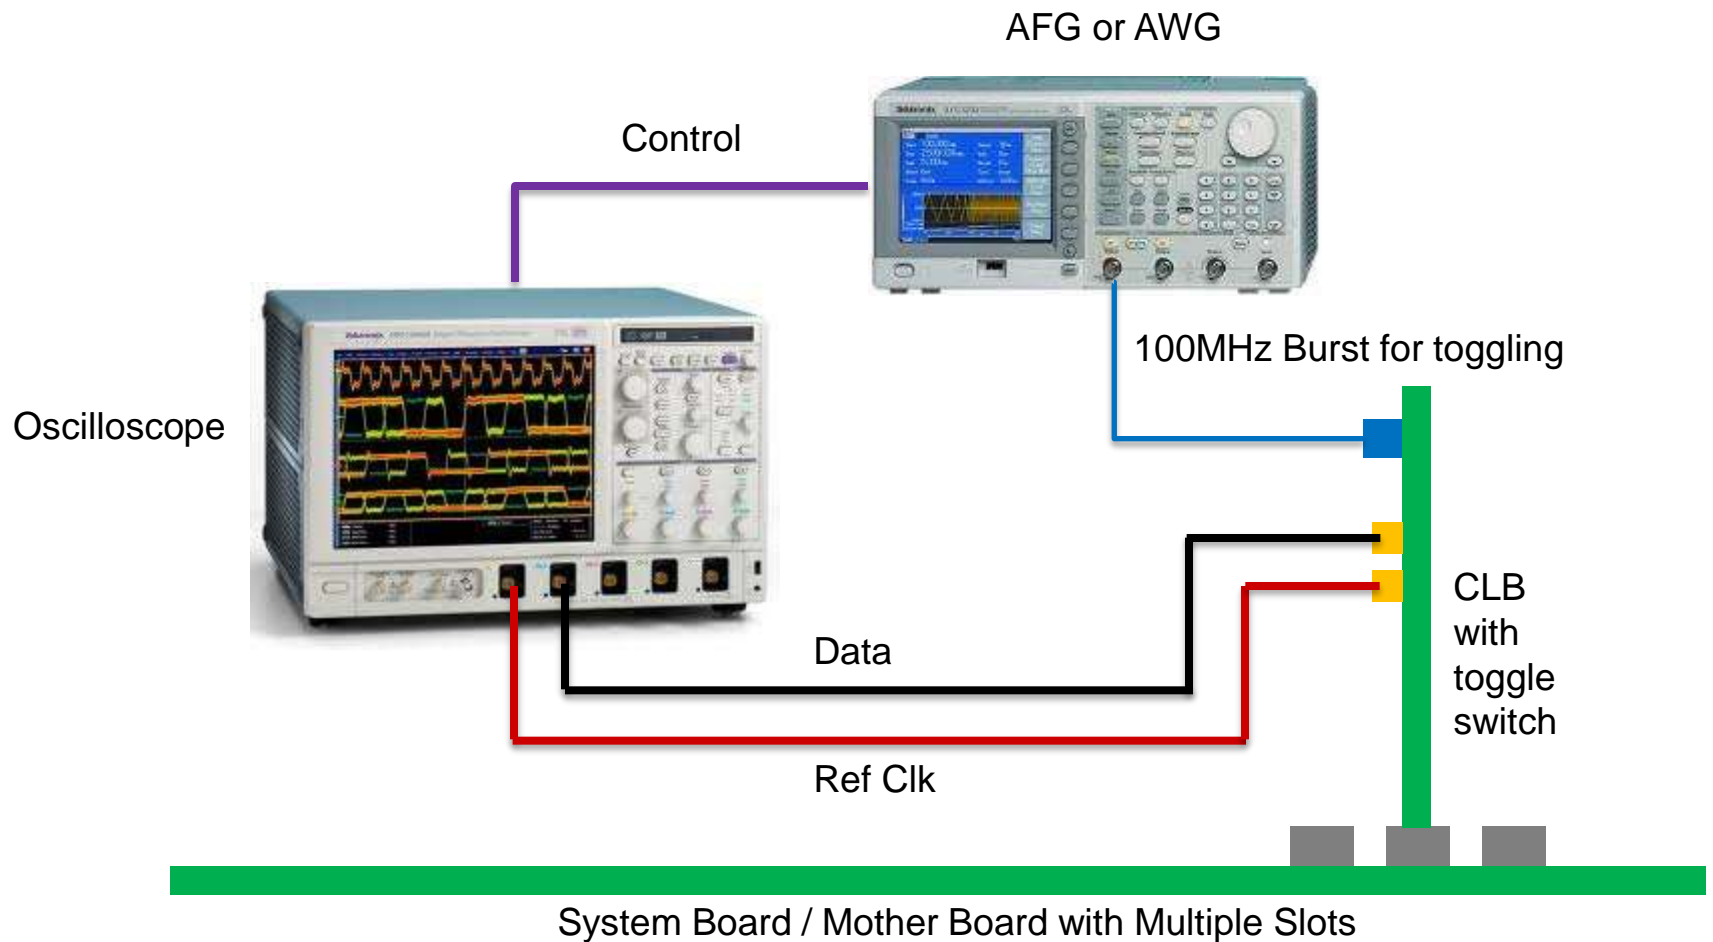 AFG or AWG
Control
100MHz Burst for toggling
Oscilloscope
CLB
with
toggle
switch
Data
Ref Clk
System Board / Mother Board with Multiple Slots